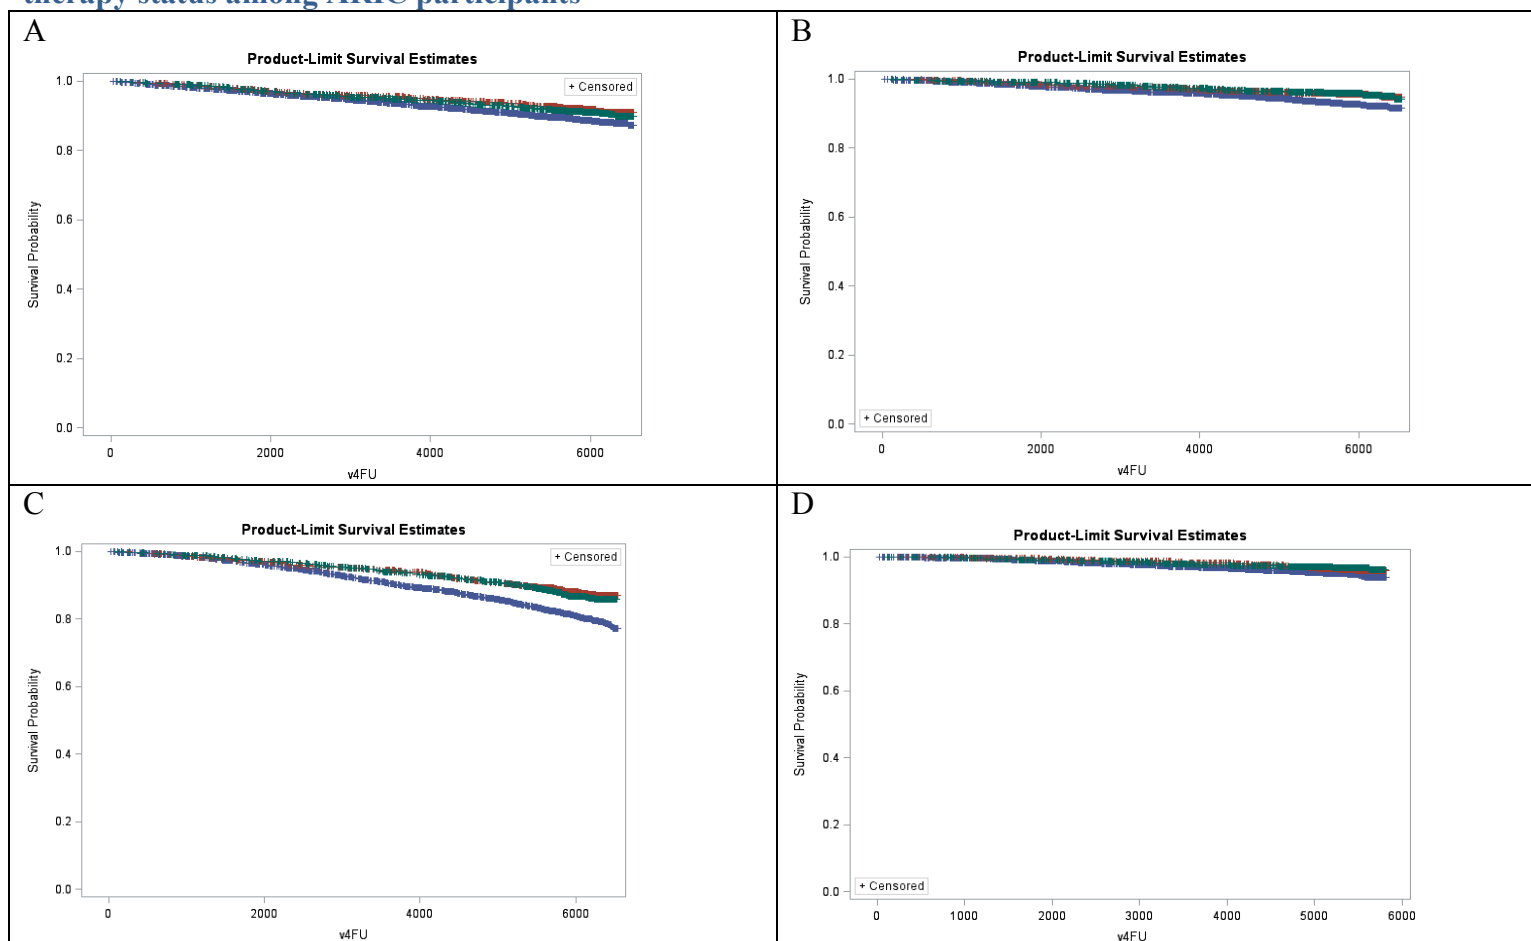 therapy status among ARIC participants
A
Product-Limit Survival Estimates
1.0
+ Censored
0.8
0.6
0.4
0.2
0.0
Survival Probability
0 2000 4000 6000
v4FU
B
Product-Limit Survival Estimates
1.0
0.8
0.6
0.4
0.2
+ Censored
0.0
Survival Probability
0 2000 4000 6000
v4FU
C
Product-Limit Survival Estimates
1.0
+ Censored
0.8
0.6
0.4
0.2
0.0
Survival Probability
0 2000 4000 6000
v4FU
D
Product-Limit Survival Estimates
1.0
0.8
0.6
0.4
0.2
+ Censored
0.0
Survival Probability
0 1000 2000 3000 4000 5000 6000
v4FU